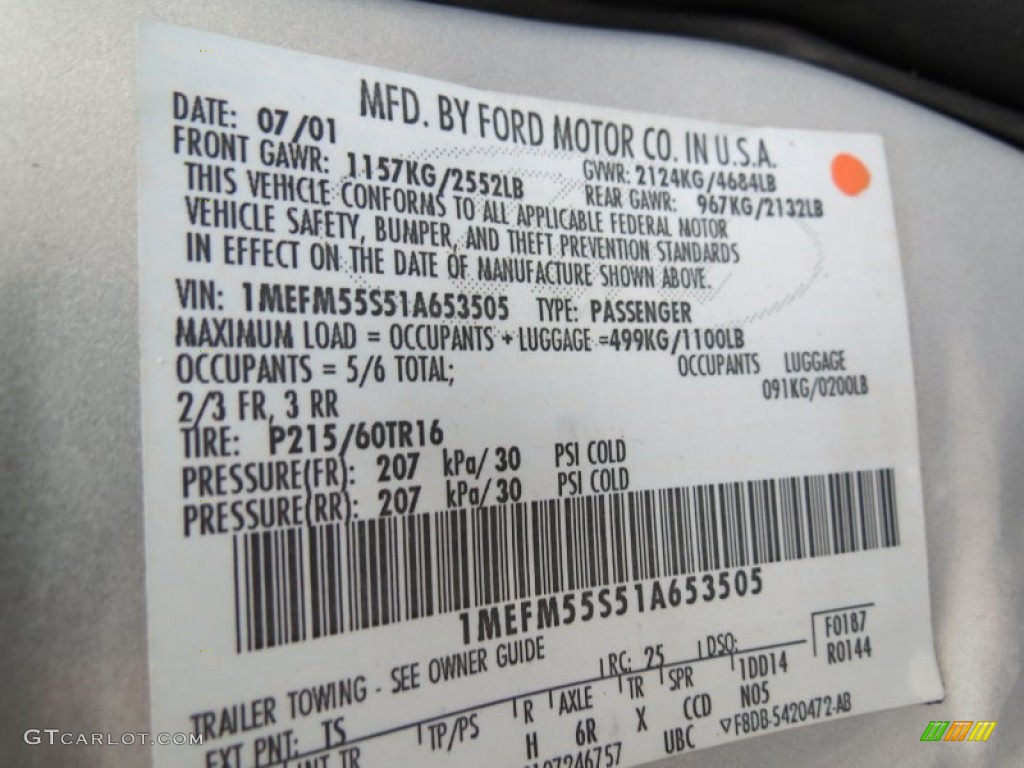 MFD. BY FORD MOTOR CO. IN U.S.A.
DATE: 07/01 GVWR: 2124KG/4684LB
FRONT GAWR: 1157KG/2552LB REAR GAWR: 967KG/2132LB
THIS VEHICLE CONFORMS TO ALL APPLICABLE FEDERAL MOTOR
VEHICLE SAFETY, BUMPER, AND THEFT PREVENTION STANDARDS
IN EFFECT ON THE DATE OF MANUFACTURE SHOWN ABOVE.
VIN: 1MEFM55S51A653505 TYPE: PASSENGER
MAXIMUM LOAD = OCCUPANTS + LUGGAGE =499KG/1100LB
OCCUPANTS = 5/6 TOTAL; OCCUPANTS LUGGAGE
2/3 FR, 3 RR 091KG/0200LB
TIRE: P215/60TR16
PRESSURE(FR): 207 kPa/ 30 PSI COLD
PRESSURE(RR): 207 kPa/ 30 PSI COLD
1MEFM55S51A653505
TRAILER TOWING - SEE OWNER GUIDE RC: 25 DSO: F0187
R0144
EXT PNT: TS TP/PS R AXLE TR SPR 1DD14
H 6R X CCD N05
UBC ▽F8DB-5420472-AB
GTCARLOT.COM